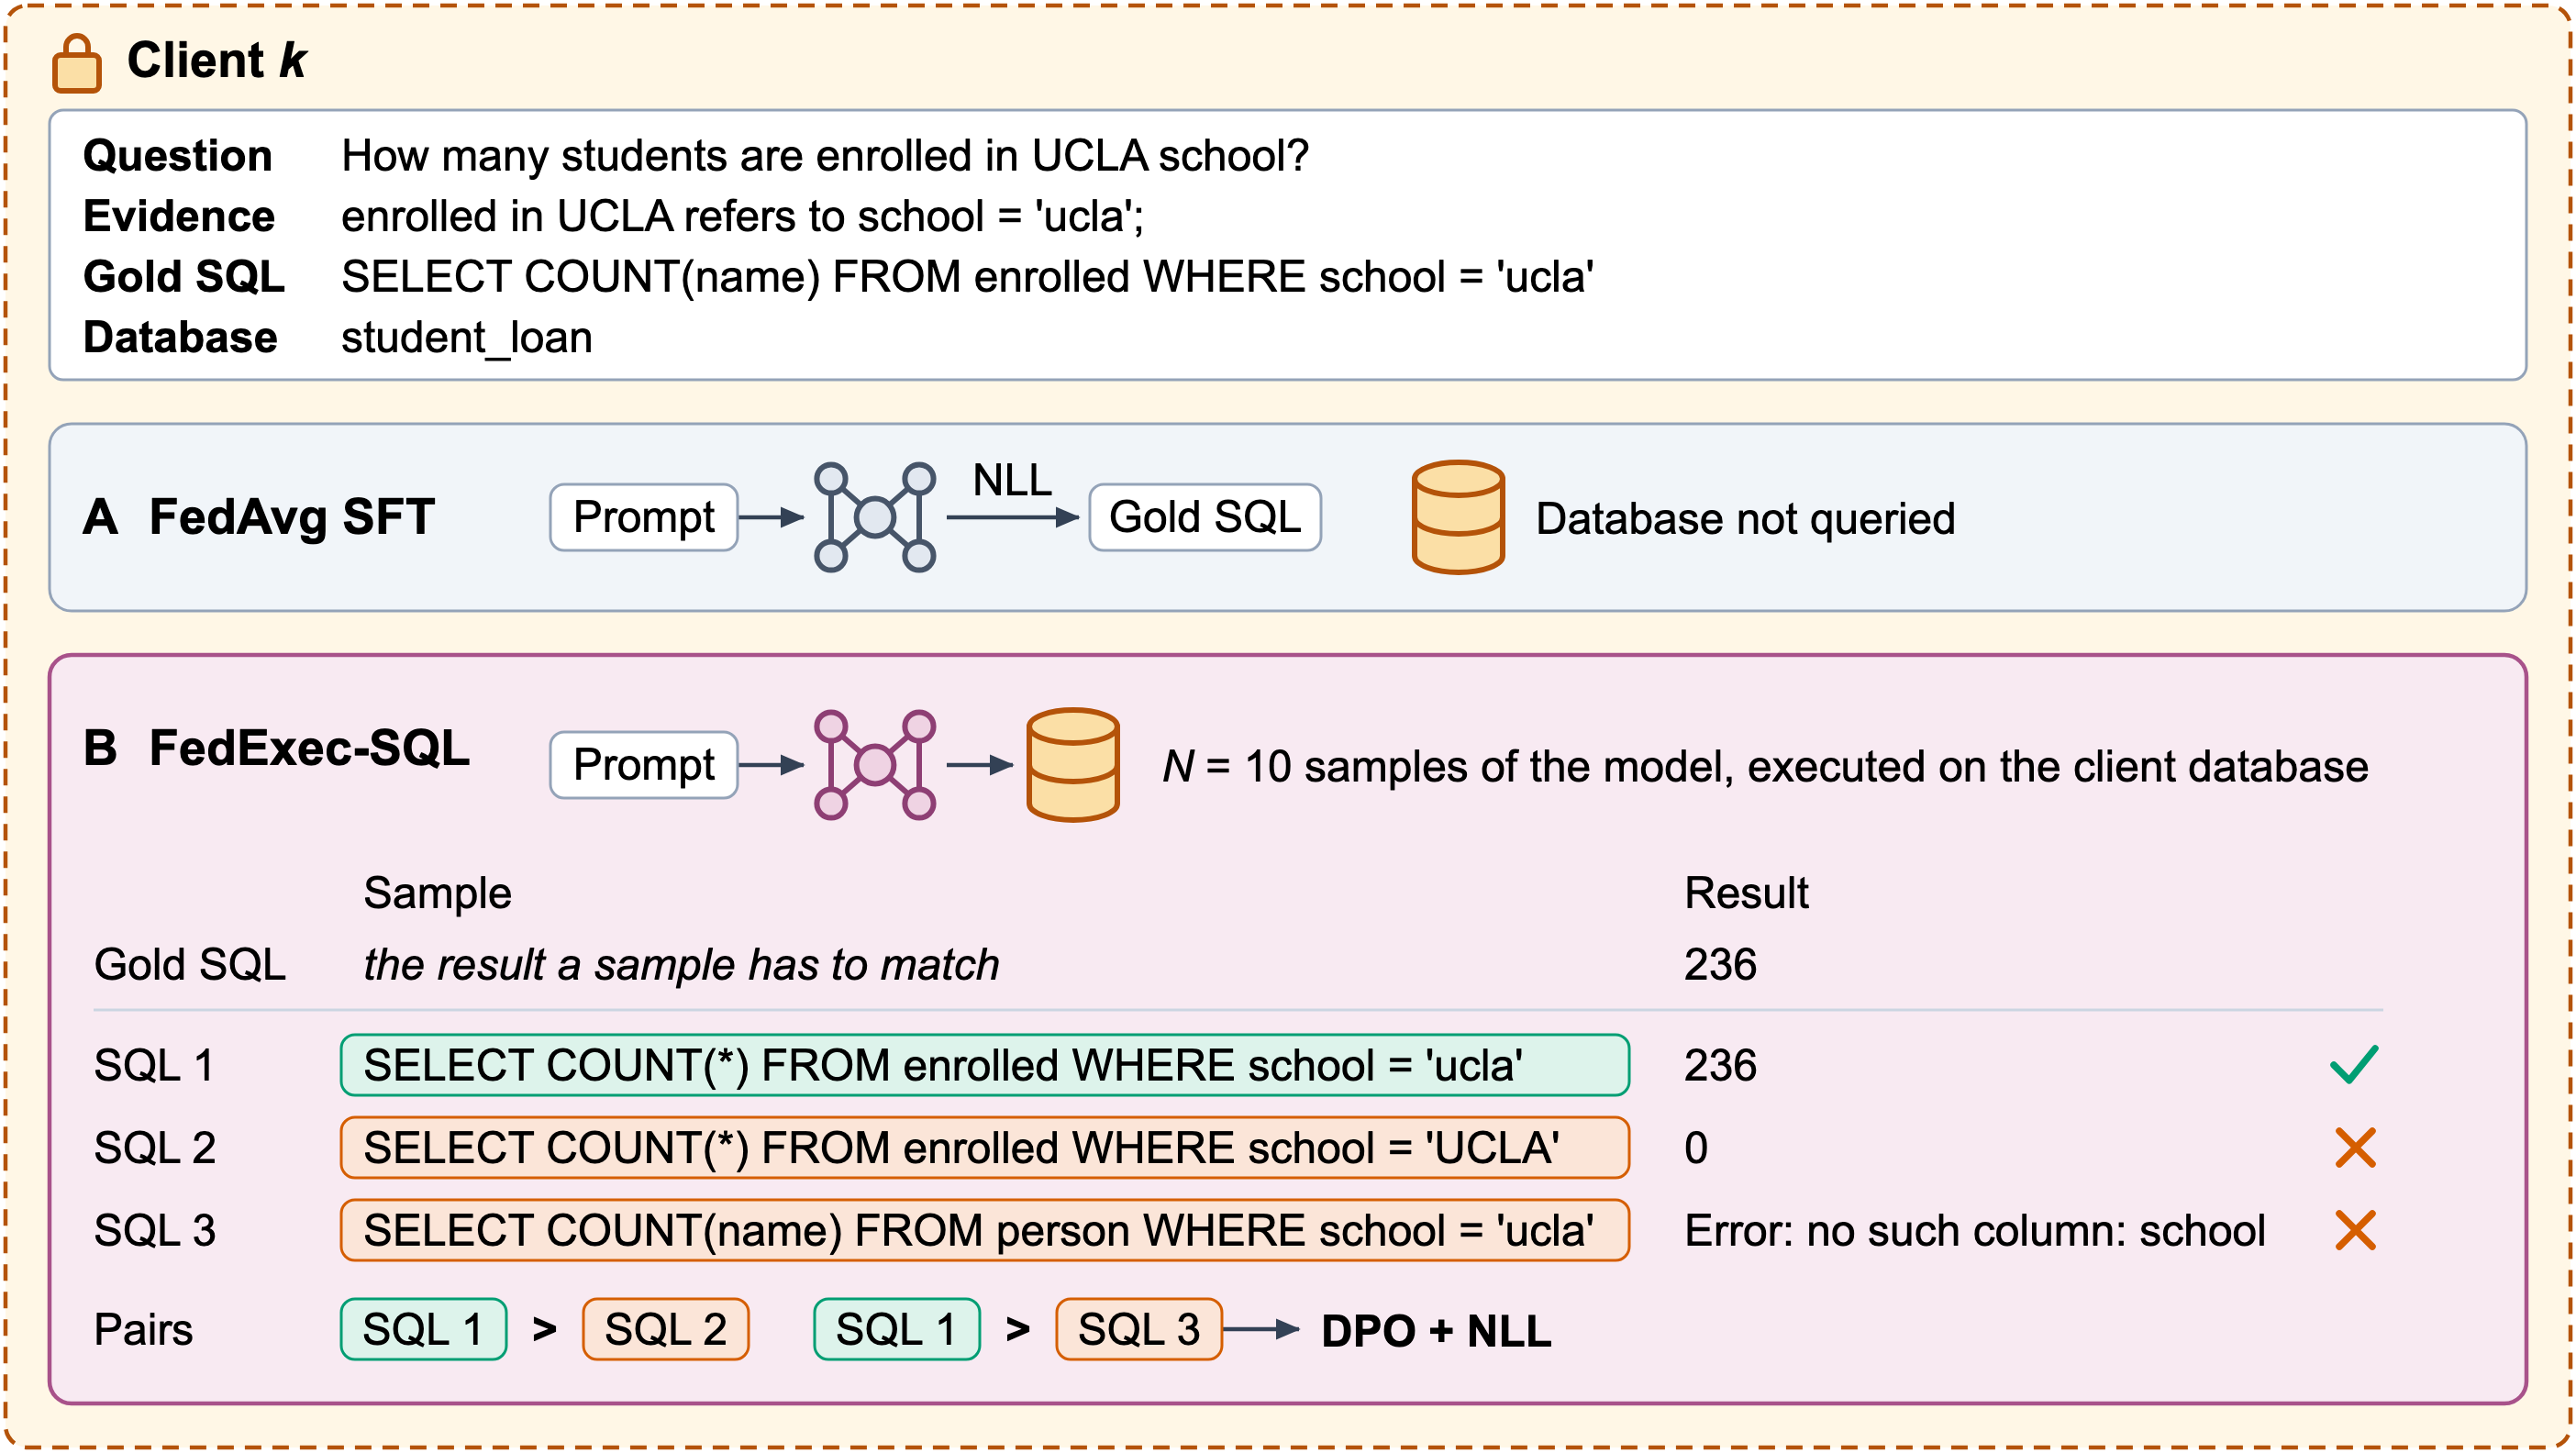 Client k
Question How many students are enrolled in UCLA school?
Evidence enrolled in UCLA refers to school = 'ucla';
Gold SQL SELECT COUNT(name) FROM enrolled WHERE school = 'ucla'
Database student_loan
A FedAvg SFT Prompt NLL Gold SQL Database not queried
B FedExec-SQL Prompt N = 10 samples of the model, executed on the client database
Sample Result
Gold SQL the result a sample has to match 236
SQL 1 SELECT COUNT(*) FROM enrolled WHERE school = 'ucla' 236
SQL 2 SELECT COUNT(*) FROM enrolled WHERE school = 'UCLA' 0
SQL 3 SELECT COUNT(name) FROM person WHERE school = 'ucla' Error: no such column: school
Pairs SQL 1 > SQL 2 SQL 1 > SQL 3 DPO + NLL